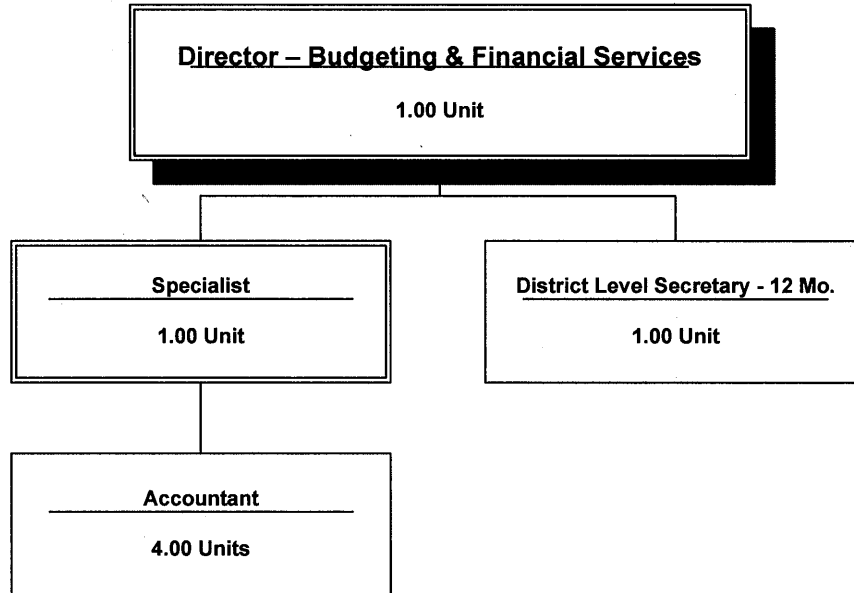 Director – Budgeting & Financial Services
1.00 Unit
Specialist
1.00 Unit
District Level Secretary - 12 Mo.
1.00 Unit
Accountant
4.00 Units